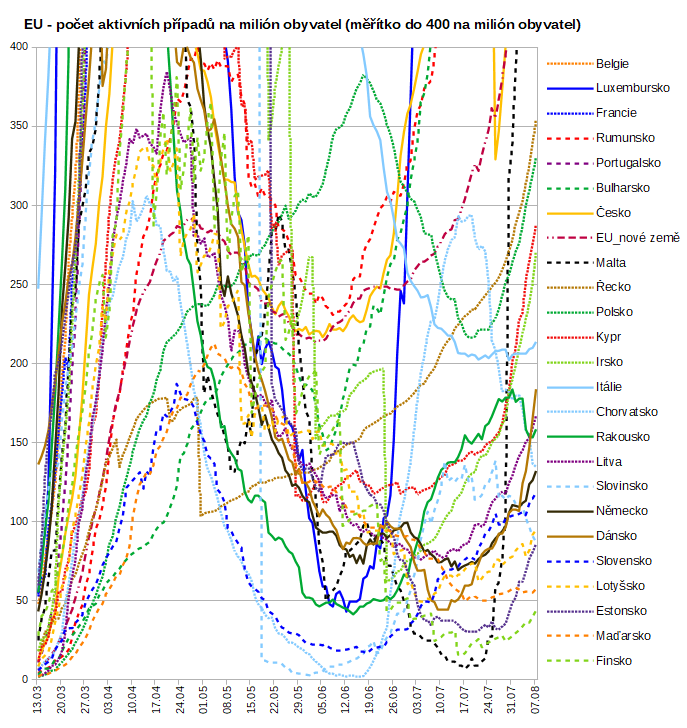 EU - počet aktivních případů na milión obyvatel (měřítko do 400 na milión obyvatel)
400
350
300
250
200
150
100
50
0
13.03
20.03
27.03
03.04
10.04
17.04
24.04
01.05
08.05
15.05
22.05
29.05
05.06
12.06
19.06
26.06
03.07
10.07
17.07
24.07
31.07
07.08
Belgie
Luxembursko
Francie
Rumunsko
Portugalsko
Bulharsko
Česko
EU_nové země
Malta
Řecko
Polsko
Kypr
Irsko
Itálie
Chorvatsko
Rakousko
Litva
Slovinsko
Německo
Dánsko
Slovensko
Lotyšsko
Estonsko
Maďarsko
Finsko